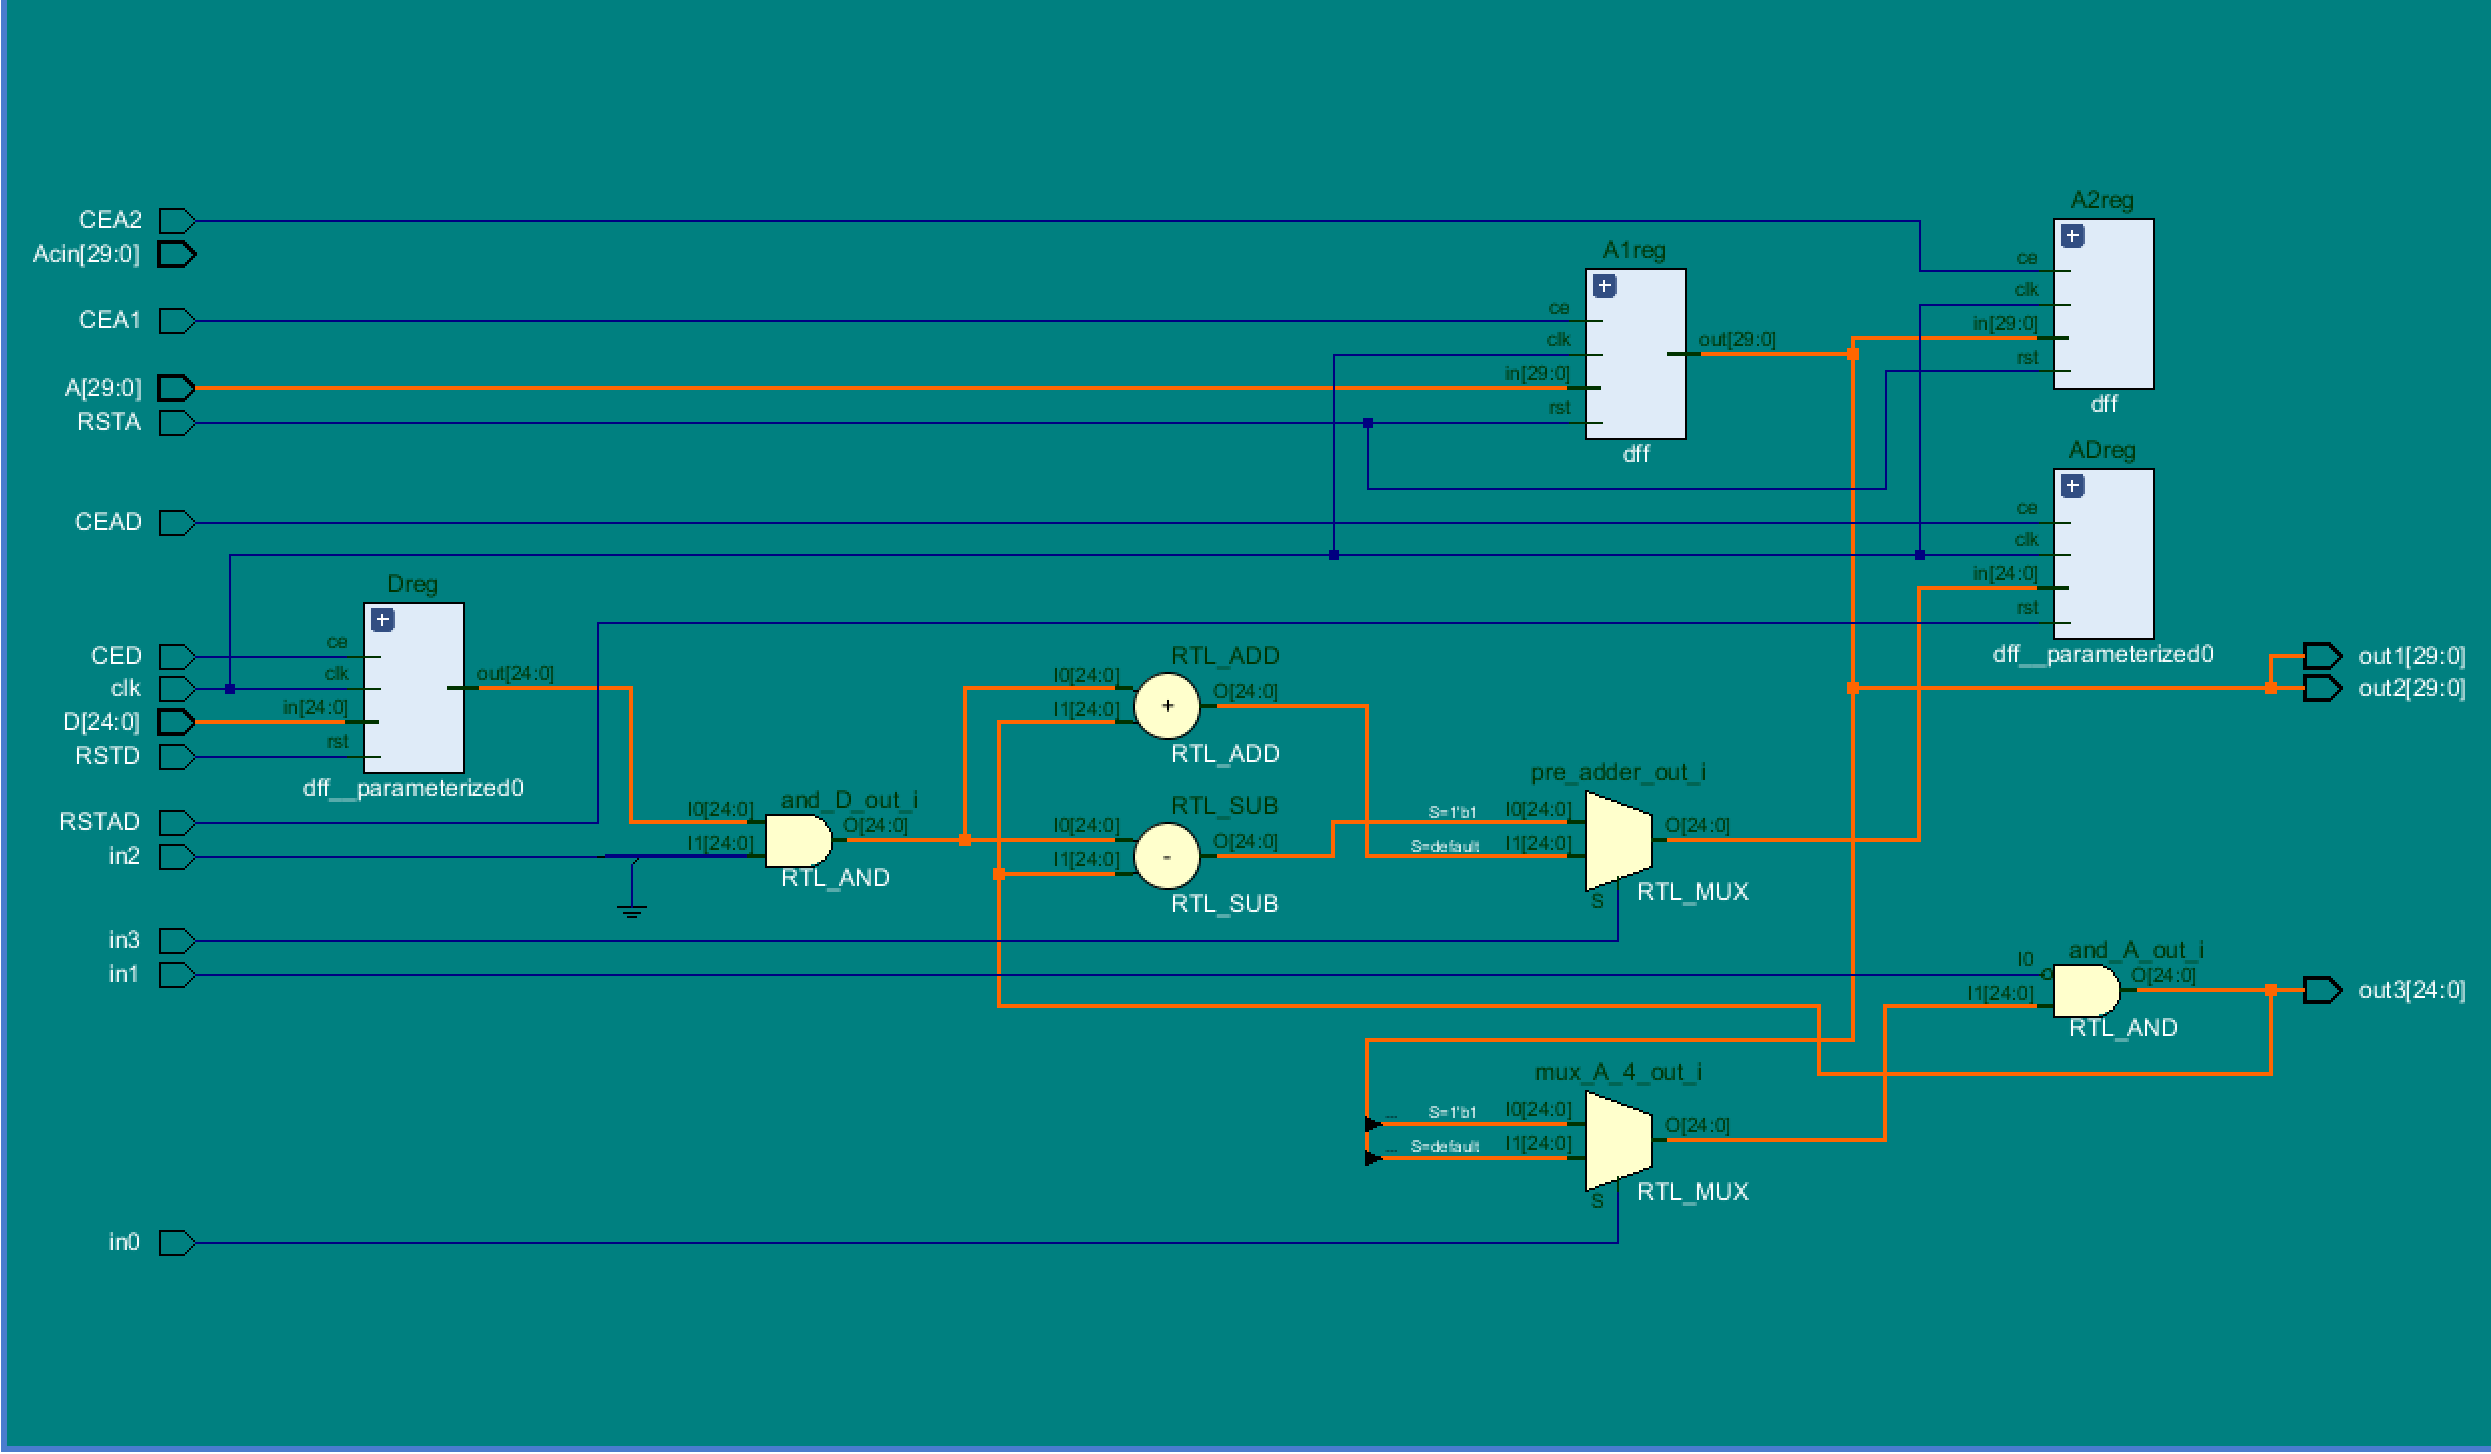 A2reg
CEA2
Acin[29:0]
A1reg
ce
clk
in[29:0]
rst
dff
CEA1
ce
clk
in[29:0]
rst
out[29:0]
dff
A[29:0]
RSTA
ADreg
CEAD
ce
clk
in[24:0]
rst
dff__parameterized0
Dreg
CED
clk
D[24:0]
RSTD
ce
clk
in[24:0]
rst
out[24:0]
dff__parameterized0
RTL_ADD
I0[24:0]
I1[24:0]
+
O[24:0]
RTL_ADD
out1[29:0]
out2[29:0]
RSTAD
in2
and_D_out_i
I0[24:0]
I1[24:0]
O[24:0]
RTL_AND
RTL_SUB
I0[24:0]
I1[24:0]
-
O[24:0]
RTL_SUB
pre_adder_out_i
S=1'b1
I0[24:0]
S=default
I1[24:0]
O[24:0]
S
RTL_MUX
in3
in1
and_A_out_i
I0
I1[24:0]
O[24:0]
RTL_AND
out3[24:0]
mux_A_4_out_i
...
S=1'b1
I0[24:0]
...
S=default
I1[24:0]
O[24:0]
S
RTL_MUX
in0